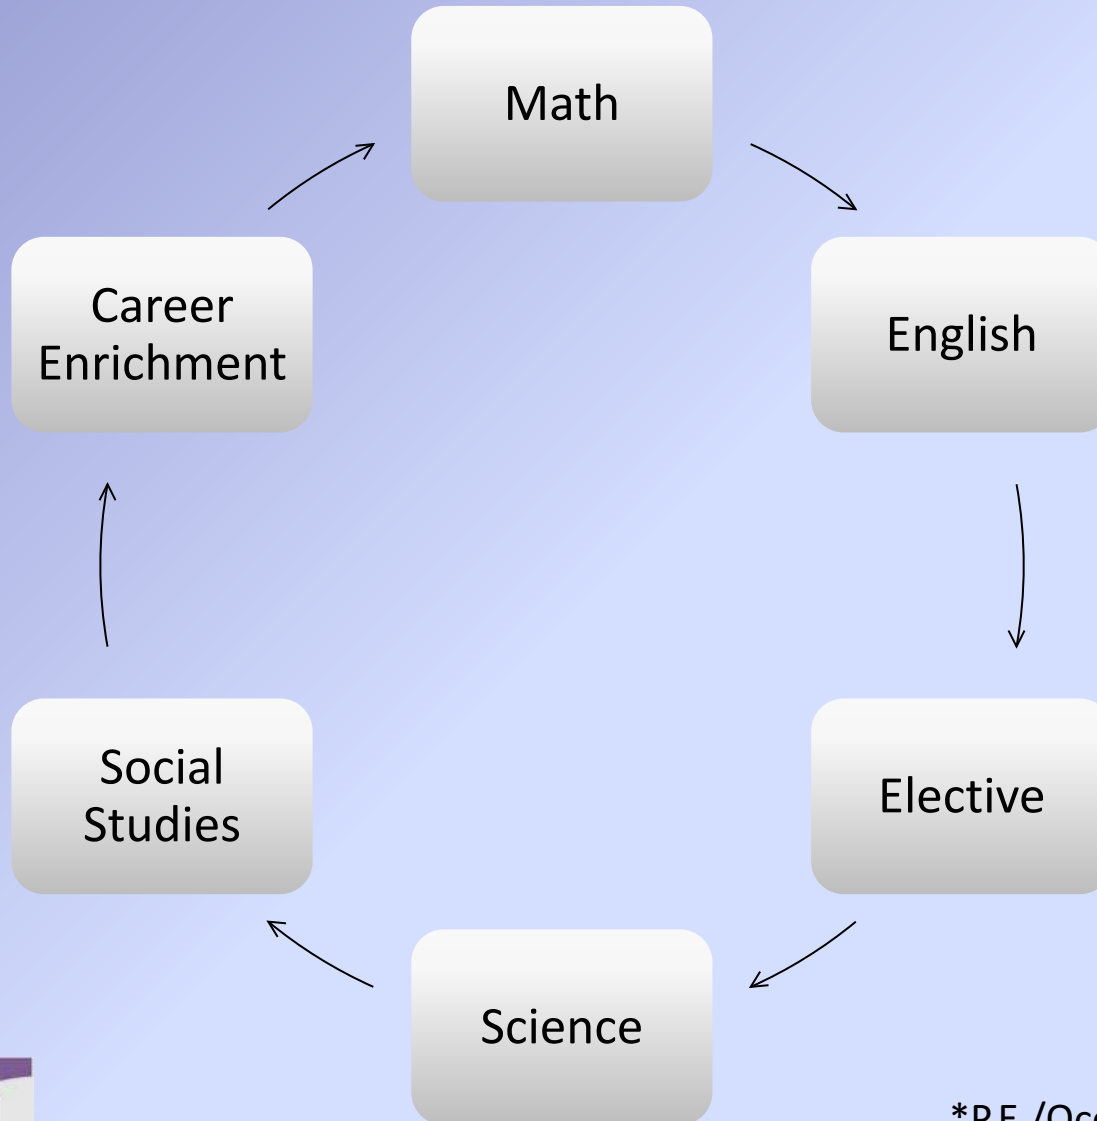 Math
English
Elective
Science
Social
Studies
Career
Enrichment